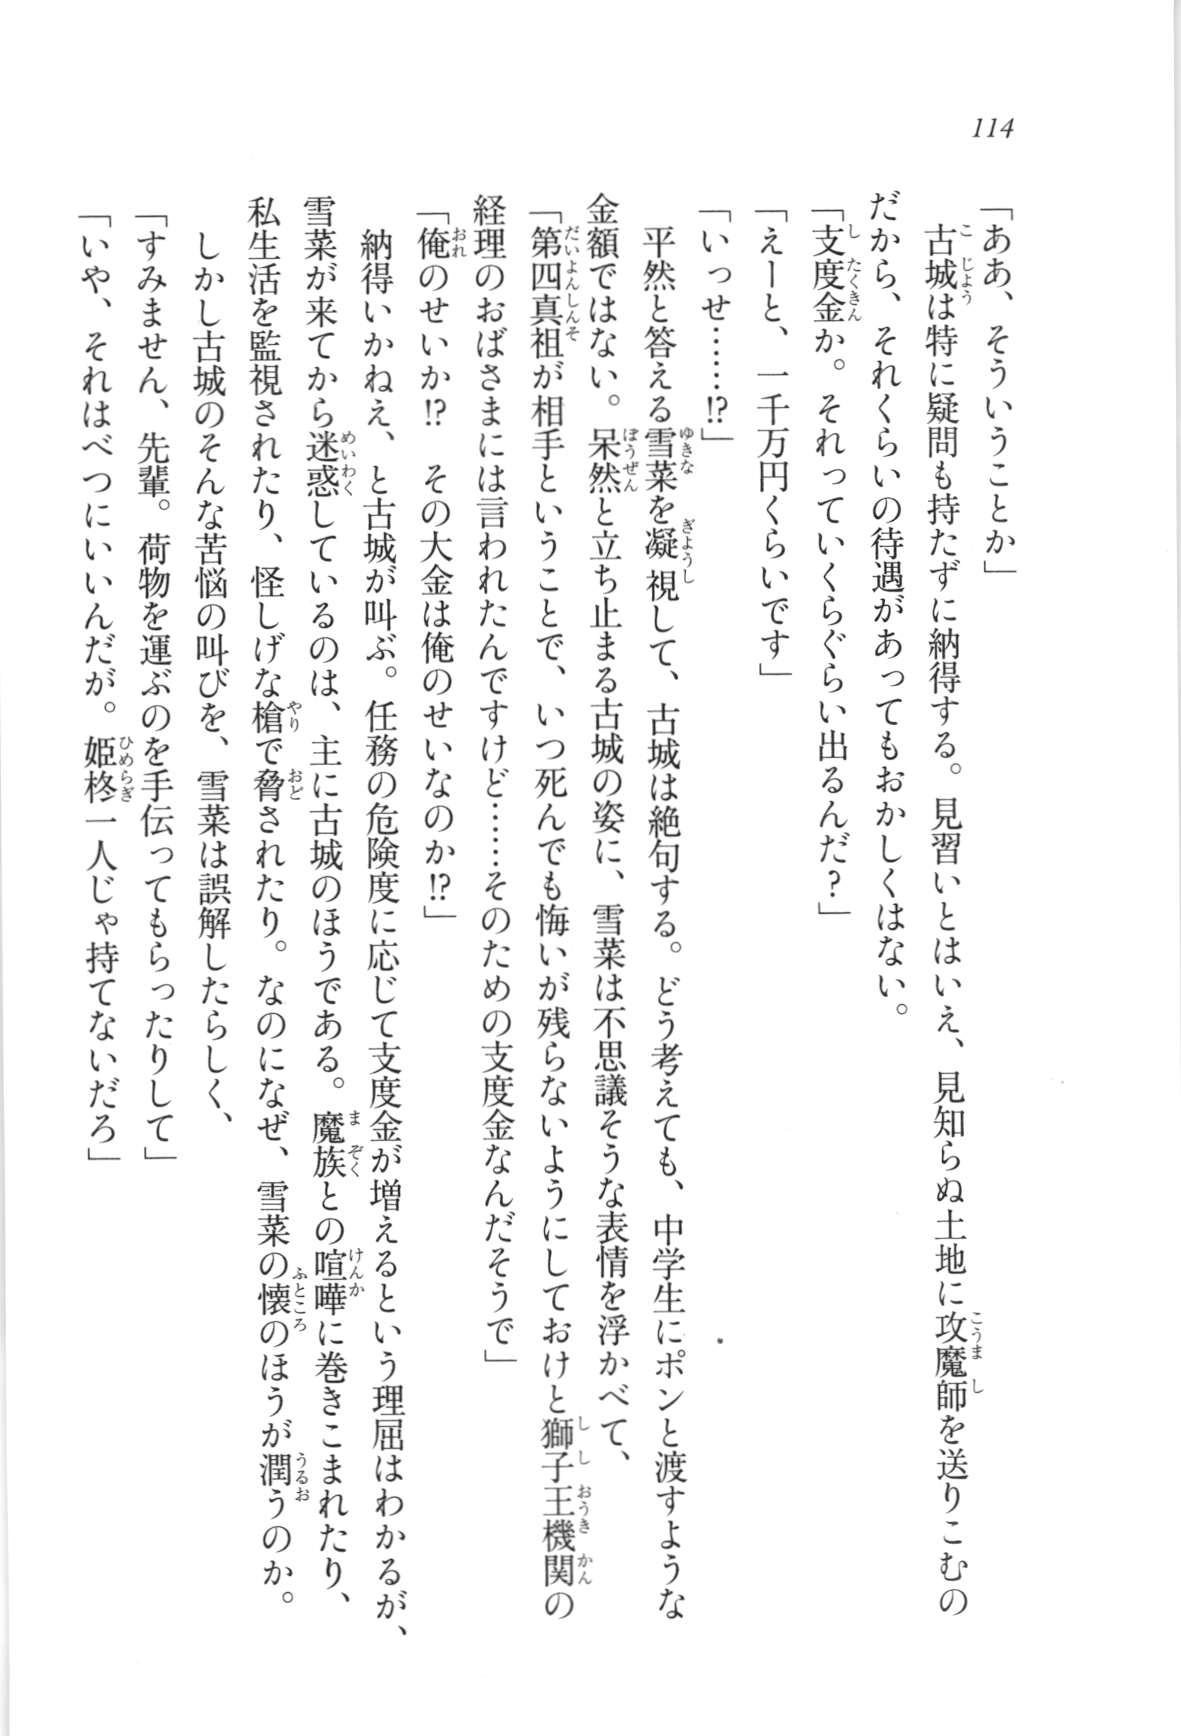 114
「ああ、そういうことか」
　古城は特に疑問も持たずに納得する。見習いとはいえ、見知らぬ土地に攻魔師を送りこむの
だから、それくらいの待遇があってもおかしくはない。
「支度金か。それっていくらぐらい出るんだ？」
「えーと、一千万円くらいです」
「いっせ……!?」
　平然と答える雪菜を凝視して、古城は絶句する。どう考えても、中学生にポンと渡すような
金額ではない。呆然と立ち止まる古城の姿に、雪菜は不思議そうな表情を浮かべて、
「第四真祖が相手ということで、いつ死んでも悔いが残らないようにしておけと獅子王機関の
経理のおばさまには言われたんですけど……そのための支度金なんだそうで」
「俺のせいか!?　その大金は俺のせいなのか!?」
　納得いかねえ、と古城が叫ぶ。任務の危険度に応じて支度金が増えるという理屈はわかるが、
雪菜が来てから迷惑しているのは、主に古城のほうである。魔族との喧嘩に巻きこまれたり、
私生活を監視されたり、怪しげな槍で脅されたり。なのになぜ、雪菜の懐のほうが潤うのか。
　しかし古城のそんな苦悩の叫びを、雪菜は誤解したらしく、
「すみません、先輩。荷物を運ぶのを手伝ってもらったりして」
「いや、それはべつにいいんだが。姫柊一人じゃ持てないだろ」